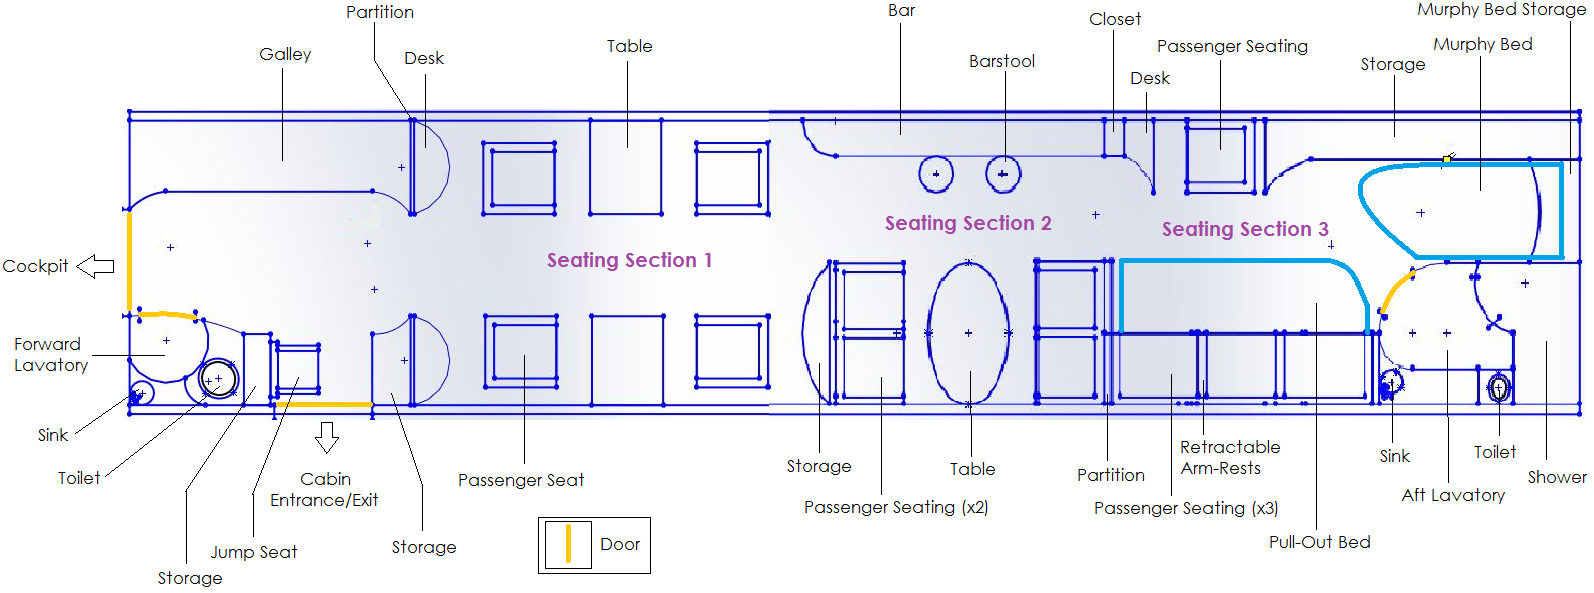 Partition
Bar
Closet
Murphy Bed Storage
Galley
Desk
Table
Barstool
Passenger Seating
Desk
Murphy Bed
Storage
Seating Section 1
Seating Section 2
Seating Section 3
Cockpit
Forward
Lavatory
Sink
Toilet
Storage
Jump Seat
Cabin
Entrance/Exit
Storage
Passenger Seat
Door
Storage
Passenger Seating (x2)
Table
Partition
Passenger Seating (x3)
Retractable
Arm-Rests
Pull-Out Bed
Sink
Aft Lavatory
Toilet
Shower